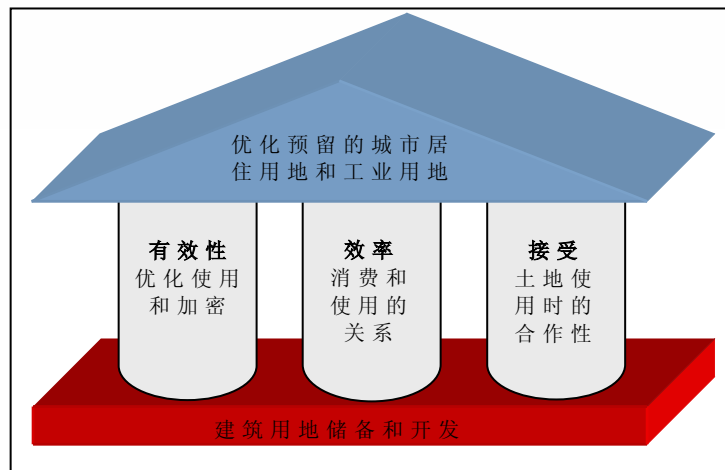 优化预留的城市居
住用地和工业用地
有效性
优化使用
和加密
效率
消费和
使用的
关系
接受
土地使
用时的
合作性
建筑用地储备和开发